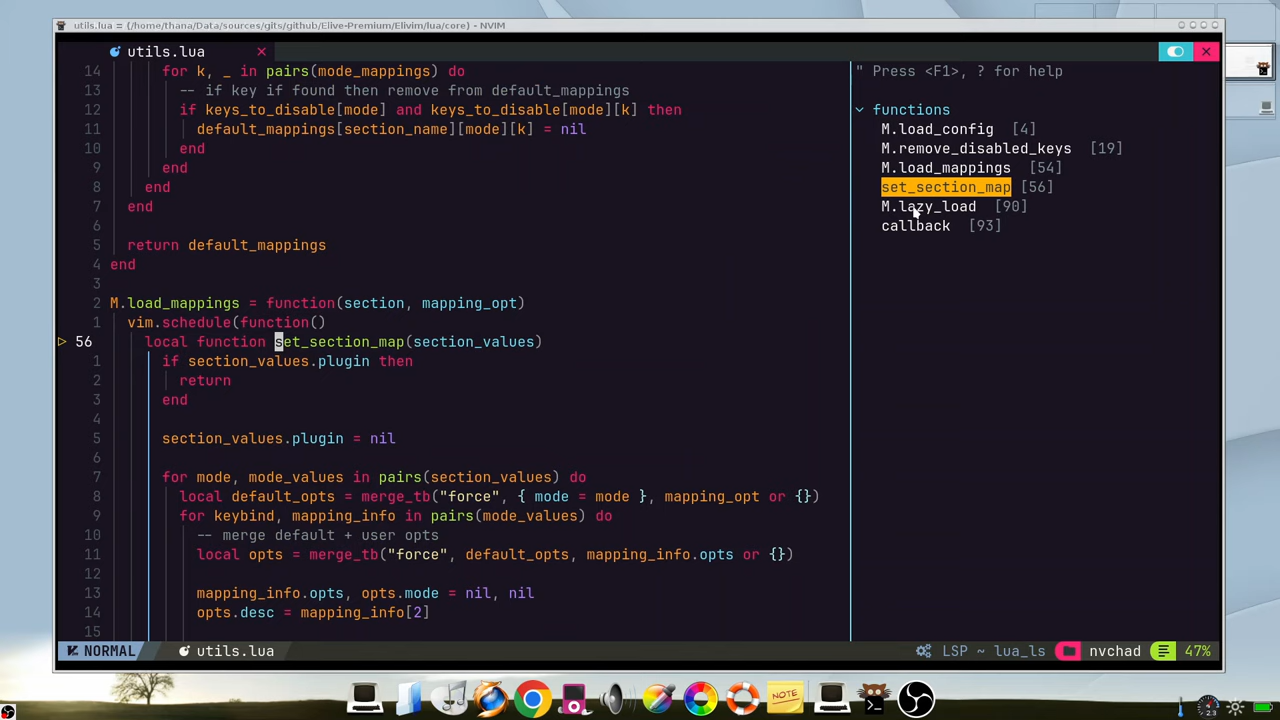 utils.lua = {/home/thana/Data/sources/gits/github/Elive-Premium/Elivim/lua/core} - NVIM
utils.lua
14 for k, _ in pairs(mode_mappings) do
13 -- if key if found then remove from default_mappings
12 if keys_to_disable[mode] and keys_to_disable[mode][k] then
11 default_mappings[section_name][mode][k] = nil
10 end
9 end
8 end
7 end
6
5 return default_mappings
4 end
3
2 M.load_mappings = function(section, mapping_opt)
1 vim.schedule(function()
56 local function set_section_map(section_values)
1 if section_values.plugin then
2 return
3 end
4
5 section_values.plugin = nil
6
7 for mode, mode_values in pairs(section_values) do
8 local default_opts = merge_tb("force", { mode = mode }, mapping_opt or {})
9 for keybind, mapping_info in pairs(mode_values) do
10 -- merge default + user opts
11 local opts = merge_tb("force", default_opts, mapping_info.opts or {})
12
13 mapping_info.opts, opts.mode = nil, nil
14 opts.desc = mapping_info[2]
15
" Press <F1>, ? for help
functions
M.load_config [4]
M.remove_disabled_keys [19]
M.load_mappings [54]
set_section_map [56]
M.lazy_load [90]
callback [93]
NORMAL utils.lua LSP ~ lua_ls nvchad 47%
NOTE
2.3